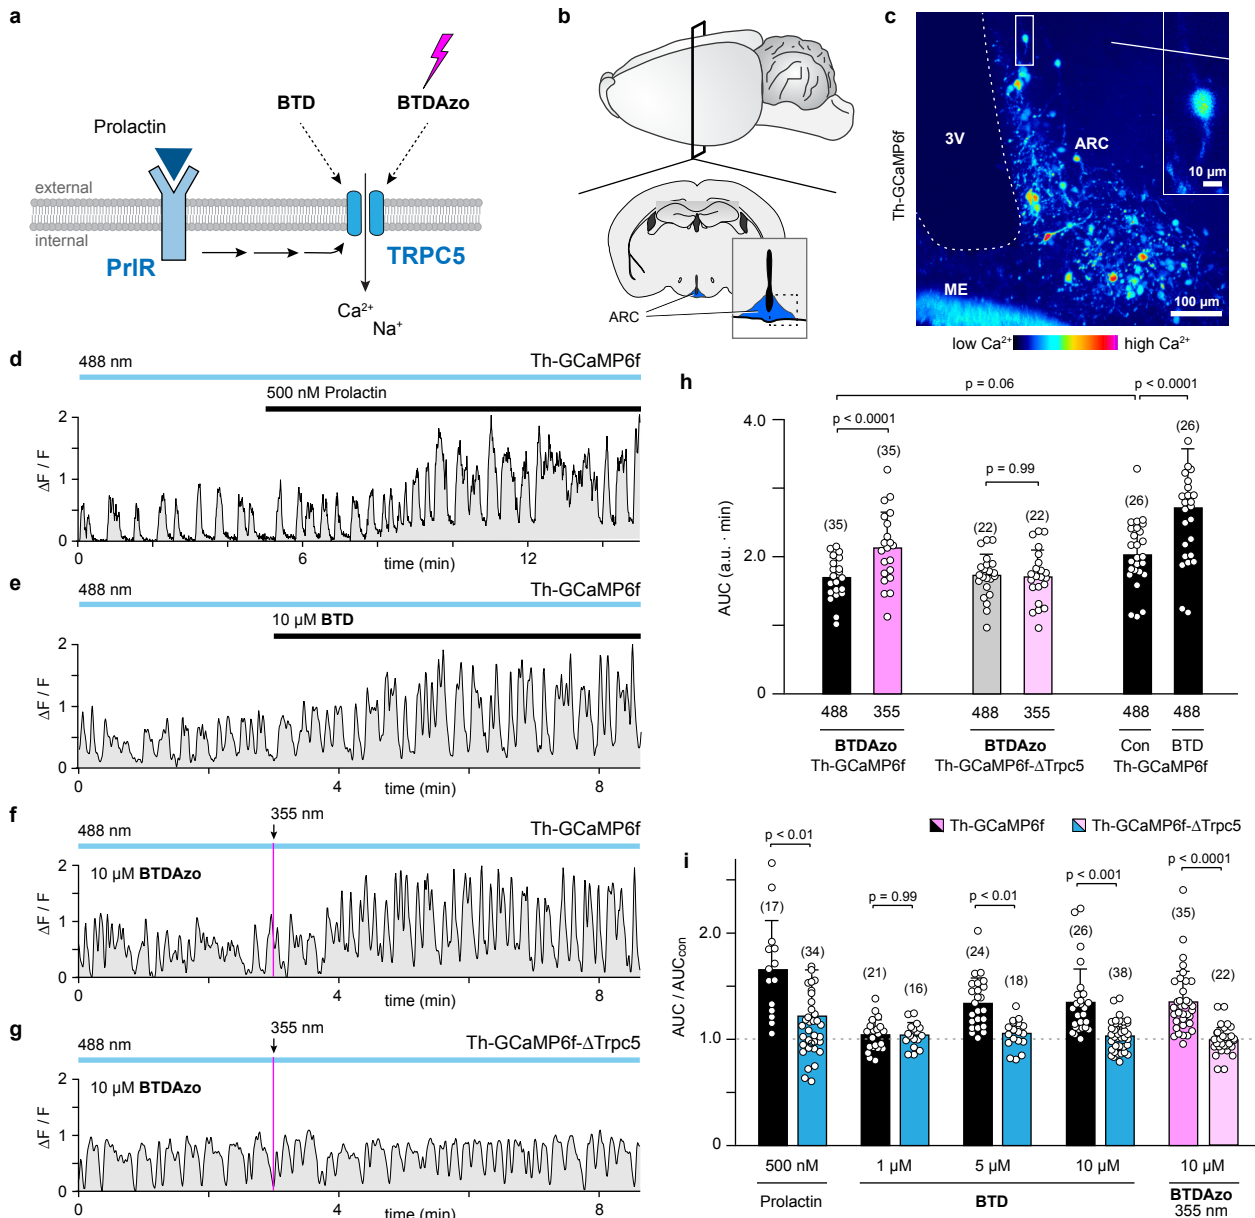 a
Prolactin
BTD
BTDAzo
external
internal
PrlR
TRPC5
Ca²⁺
Na⁺
b
ARC
c
Th-GCaMP6f
3V
ARC
ME
10 µm
100 µm
low Ca²⁺
high Ca²⁺
d
488 nm
Th-GCaMP6f
500 nM Prolactin
ΔF / F
2
1
0
0
6
12
time (min)
e
488 nm
Th-GCaMP6f
10 µM BTD
ΔF / F
2
1
0
0
4
8
time (min)
f
355 nm
488 nm
Th-GCaMP6f
10 µM BTDAzo
ΔF / F
2
1
0
4
8
time (min)
g
355 nm
488 nm
Th-GCaMP6f-ΔTrpc5
10 µM BTDAzo
ΔF / F
2
1
0
0
4
8
time (min)
h
p = 0.06
p < 0.0001
p < 0.0001
p = 0.99
4.0
2.0
0
AUC (a.u. · min)
(35)
(35)
(22)
(22)
(26)
(26)
488
355
488
355
488
488
BTDAzo
Th-GCaMP6f
BTDAzo
Th-GCaMP6f-ΔTrpc5
Con
BTD
Th-GCaMP6f
i
Th-GCaMP6f
Th-GCaMP6f-ΔTrpc5
p < 0.01
p = 0.99
p < 0.01
p < 0.001
p < 0.0001
2.0
1.0
0
AUC / AUCcon
(17)
(34)
(21)
(16)
(24)
(18)
(26)
(38)
(35)
(22)
500 nM
1 µM
5 µM
10 µM
10 µM
Prolactin
BTD
BTDAzo
355 nm